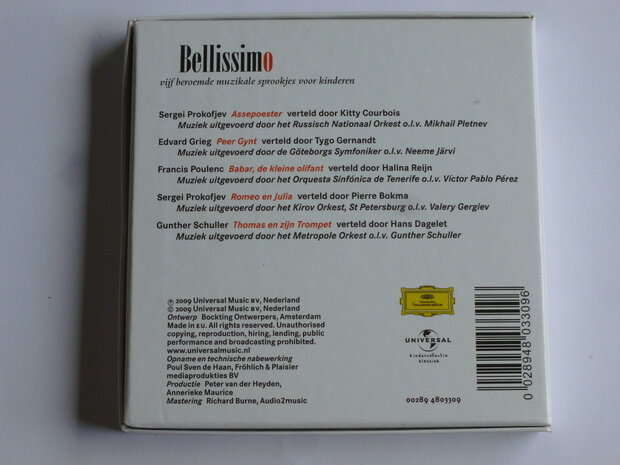 Bellissimo
vijf beroemde muzikale sprookjes voor kinderen
Sergei Prokofjev Assepoester verteld door Kitty Courbois
Muziek uitgevoerd door het Russisch Nationaal Orkest o.l.v. Mikhail Pletnev
Edvard Grieg Peer Gynt verteld door Tygo Gernandt
Muziek uitgevoerd door de Göteborgs Symfoniker o.l.v. Neeme Järvi
Francis Poulenc Babar, de kleine olifant verteld door Halina Reijn
Muziek uitgevoerd door het Orquesta Sinfónica de Tenerife o.l.v. Víctor Pablo Pérez
Sergei Prokofjev Romeo en Julia verteld door Pierre Bokma
Muziek uitgevoerd door het Kirov Orkest, St Petersburg o.l.v. Valery Gergiev
Gunther Schuller Thomas en zijn Trompet verteld door Hans Dagelet
Muziek uitgevoerd door het Metropole Orkest o.l.v. Gunther Schuller
℗ 2009 Universal Music BV, Nederland
© 2009 Universal Music BV, Nederland
Ontwerp Bockting Ontwerpers, Amsterdam
Made in EU. All rights reserved. Unauthorised
copying, reproduction, hiring, lending, public
performance and broadcasting prohibited.
www.universalmusic.nl
Opname en technische nabewerking
Poul Sven de Haan, Fröhlich & Plaisier
mediaprodukties BV
Productie Peter van der Heyden,
Annerieke Maurice
Mastering Richard Burne, Audio2music
Deutsche
Grammophon
UNIVERSAL
kindercollectie
klassiek
00289 4803309
0 028948 033096